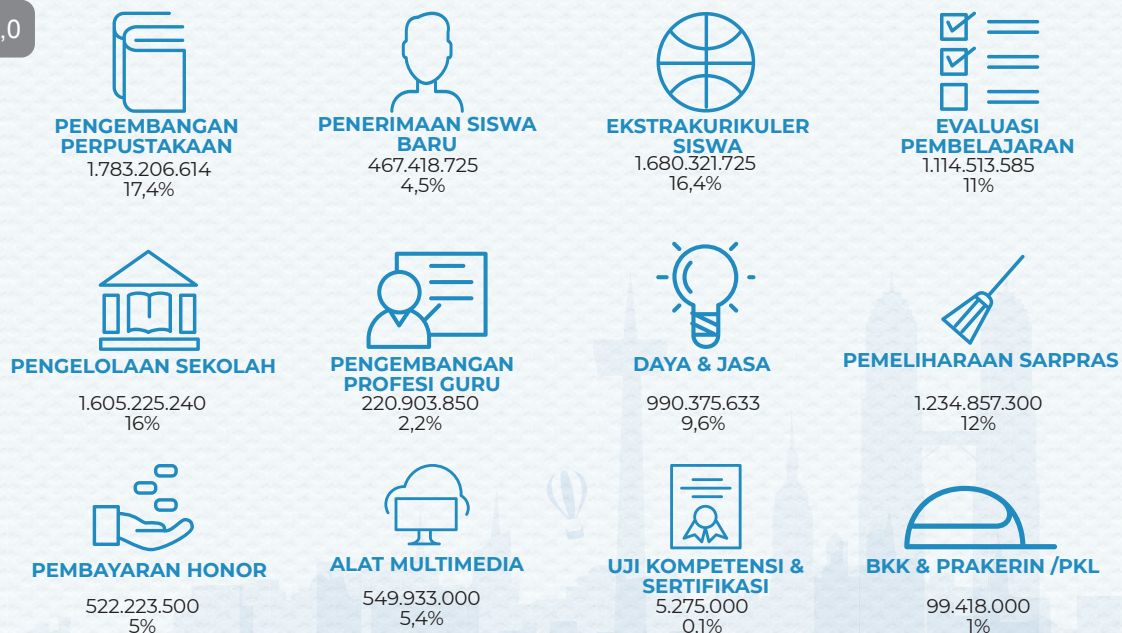 ,0
PENGEMBANGAN
PERPUSTAKAAN
1.783.206.614
17,4%
PENERIMAAN SISWA
BARU
467.418.725
4,5%
EKSTRAKURIKULER
SISWA
1.680.321.725
16,4%
EVALUASI
PEMBELAJARAN
1.114.513.585
11%
PENGELOLAAN SEKOLAH
1.605.225.240
16%
PENGEMBANGAN
PROFESI GURU
220.903.850
2,2%
DAYA & JASA
990.375.633
9,6%
PEMELIHARAAN SARPRAS
1.234.857.300
12%
PEMBAYARAN HONOR
522.223.500
5%
ALAT MULTIMEDIA
549.933.000
5,4%
UJI KOMPETENSI &
SERTIFIKASI
5.275.000
0,1%
BKK & PRAKERIN /PKL
99.418.000
1%